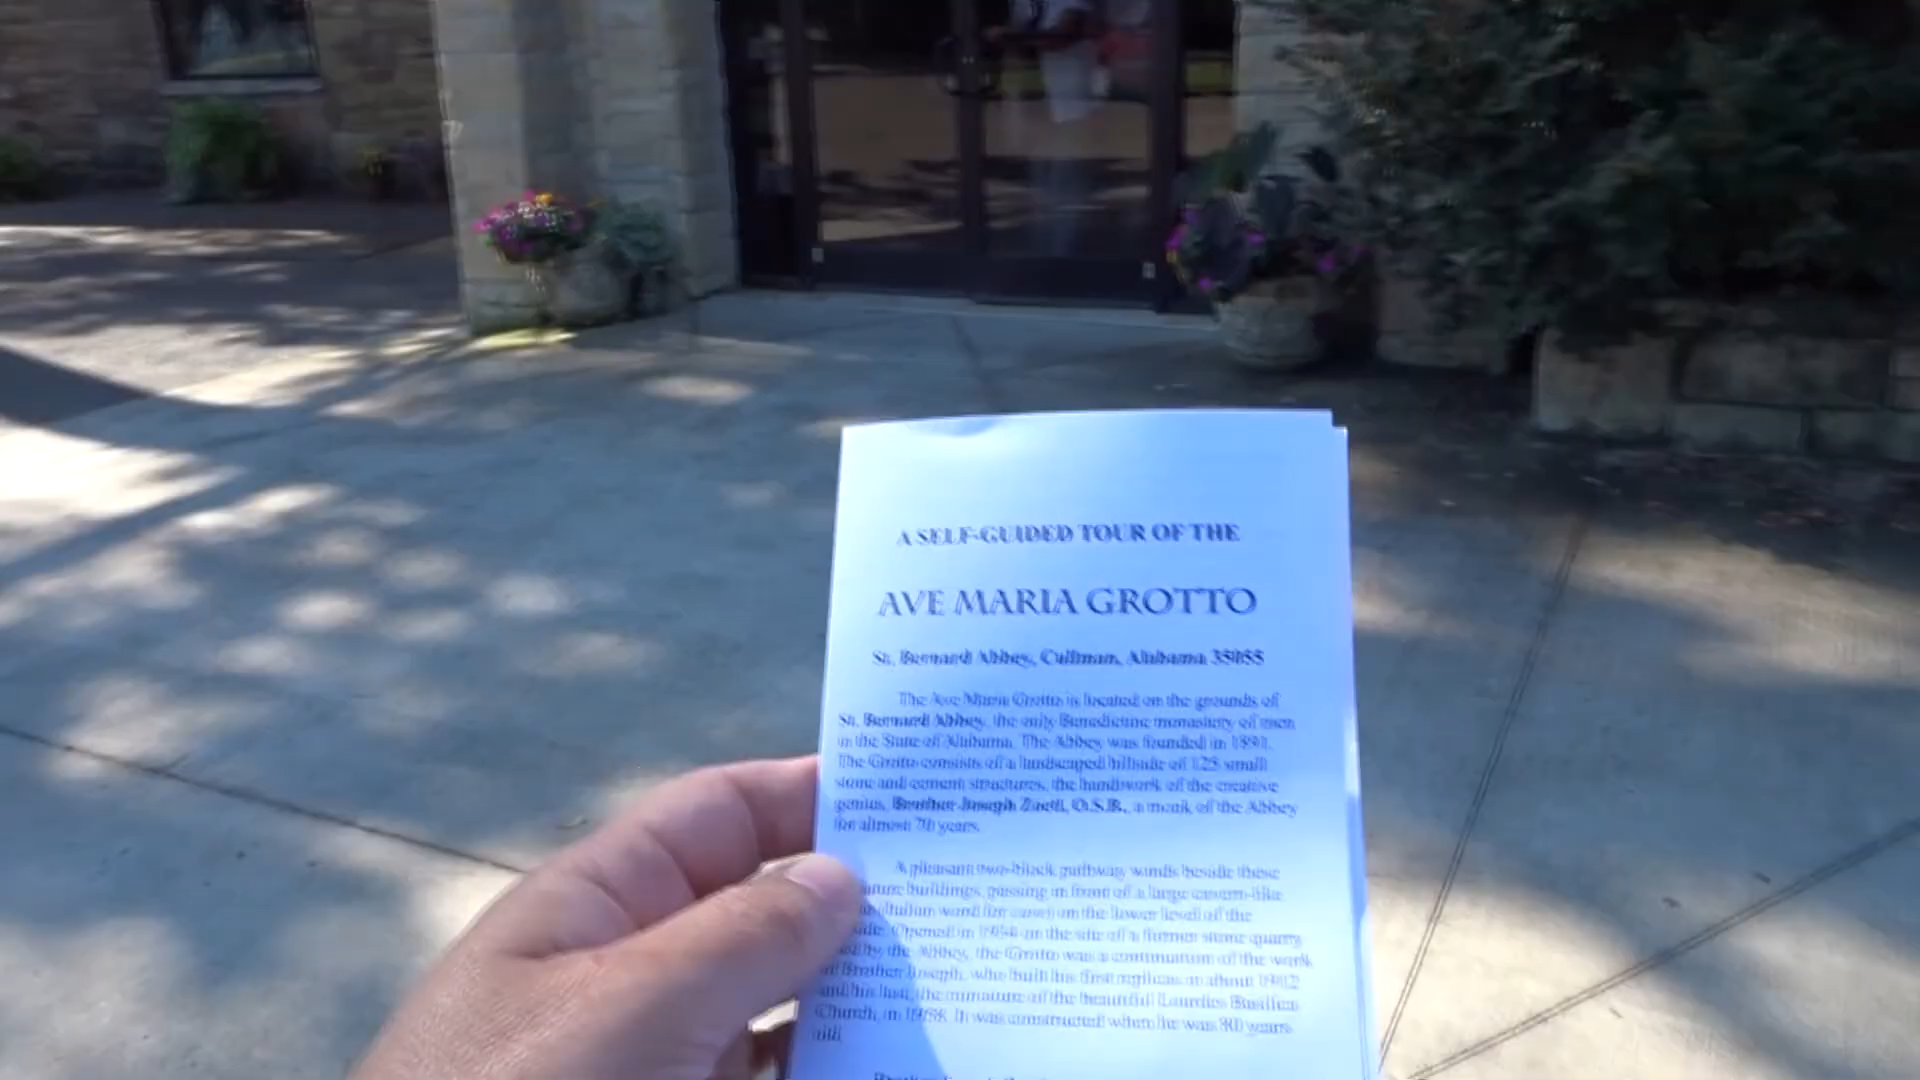 A SELF-GUIDED TOUR OF THE
AVE MARIA GROTTO
St. Bernard Abbey, Cullman, Alabama 35055
The Ave Maria Grotto is located on the grounds of
St. Bernard Abbey, the only Benedictine monastery of men
in the State of Alabama. The Abbey was founded in 1891.
The Grotto consists of a landscaped hillside of 125 small
stone and cement structures, the handiwork of the creative
genius, Brother Joseph Zoettl, O.S.B., a monk of the Abbey
for almost 70 years.
A pleasant two-block pathway winds beside these
buildings, passing in front of a large cavern-like
(Italian word for cave) on the lower level of the
Opened in 1934 on the site of a former stone quarry
by the Abbey, the Grotto was a continuation of the work
of Brother Joseph, who built his first replicas in about 1912
and his last, the miniature of the beautiful Lourdes Basilica
Church, in 1958. It was constructed when he was 80 years
old.